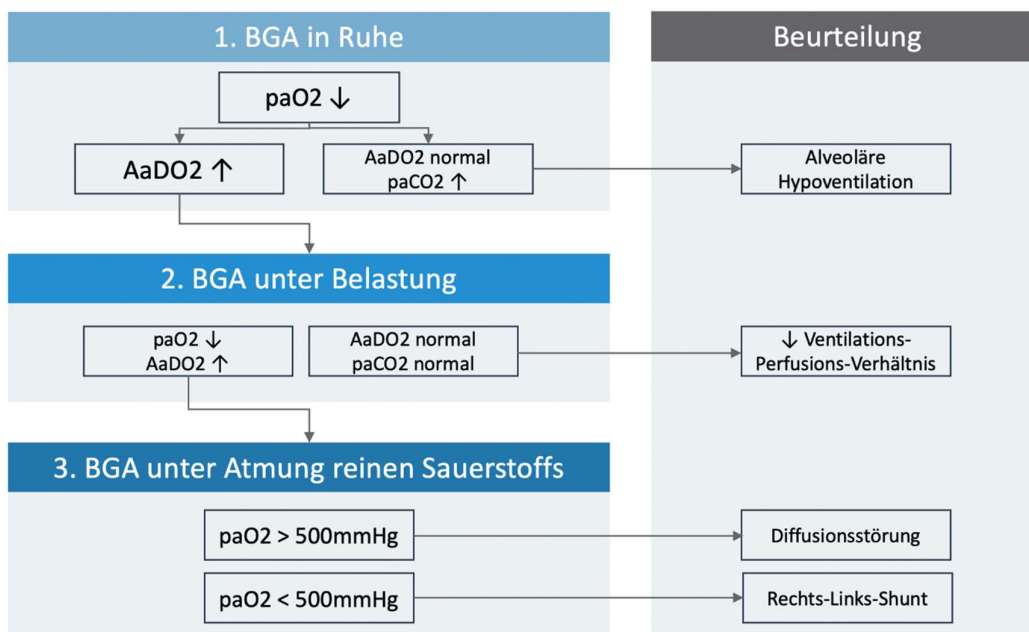 1. BGA in Ruhe
Beurteilung
paO2 ↓
AaDO2 ↑
AaDO2 normal
paCO2 ↑
Alveoläre
Hypoventilation
2. BGA unter Belastung
paO2 ↓
AaDO2 ↑
AaDO2 normal
paCO2 normal
↓ Ventilations-
Perfusions-Verhältnis
3. BGA unter Atmung reinen Sauerstoffs
paO2 > 500mmHg
Diffusionsstörung
paO2 < 500mmHg
Rechts-Links-Shunt